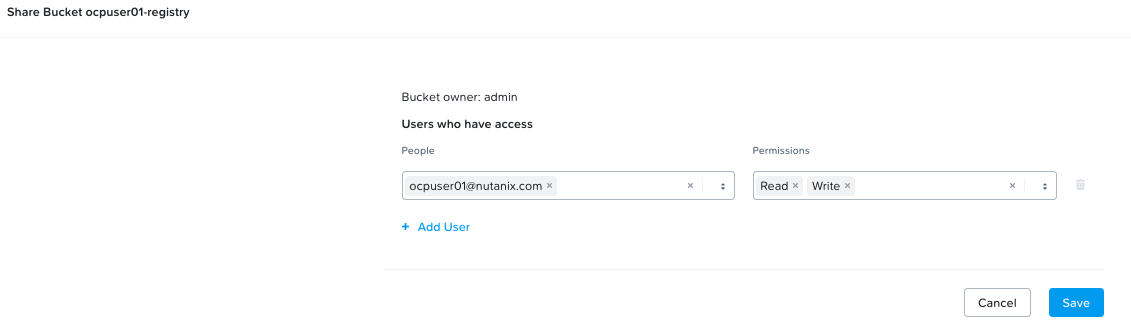 Share Bucket ocpuser01-registry
Bucket owner: admin
Users who have access
People
Permissions
ocpuser01@nutanix.com ×
×
Read × Write ×
×
+ Add User
Cancel
Save